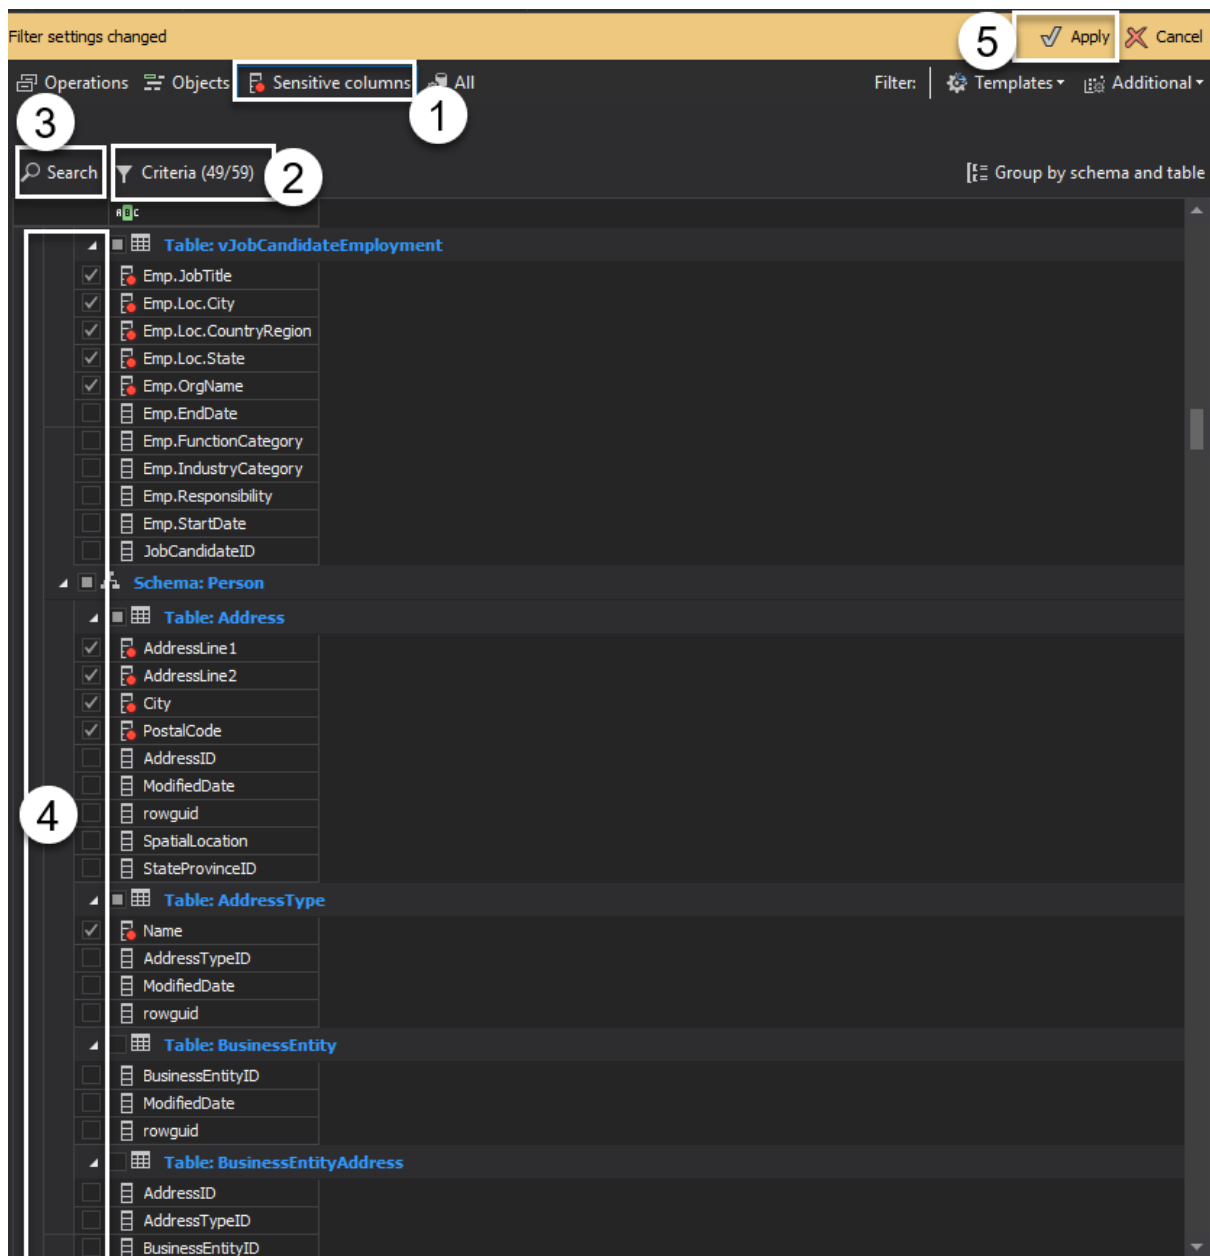 Filter settings changed
5
Apply
Cancel
Operations
Objects
Sensitive columns
All
Filter:
Templates
Additional
1
3
Search
Criteria (49/59)
2
Group by schema and table
ABC
Table: vJobCandidateEmployment
Emp.JobTitle
Emp.Loc.City
Emp.Loc.CountryRegion
Emp.Loc.State
Emp.OrgName
Emp.EndDate
Emp.FunctionCategory
Emp.IndustryCategory
Emp.Responsibility
Emp.StartDate
JobCandidateID
Schema: Person
Table: Address
AddressLine1
AddressLine2
City
PostalCode
AddressID
ModifiedDate
4
rowguid
SpatialLocation
StateProvinceID
Table: AddressType
Name
AddressTypeID
ModifiedDate
rowguid
Table: BusinessEntity
BusinessEntityID
ModifiedDate
rowguid
Table: BusinessEntityAddress
AddressID
AddressTypeID
BusinessEntityID